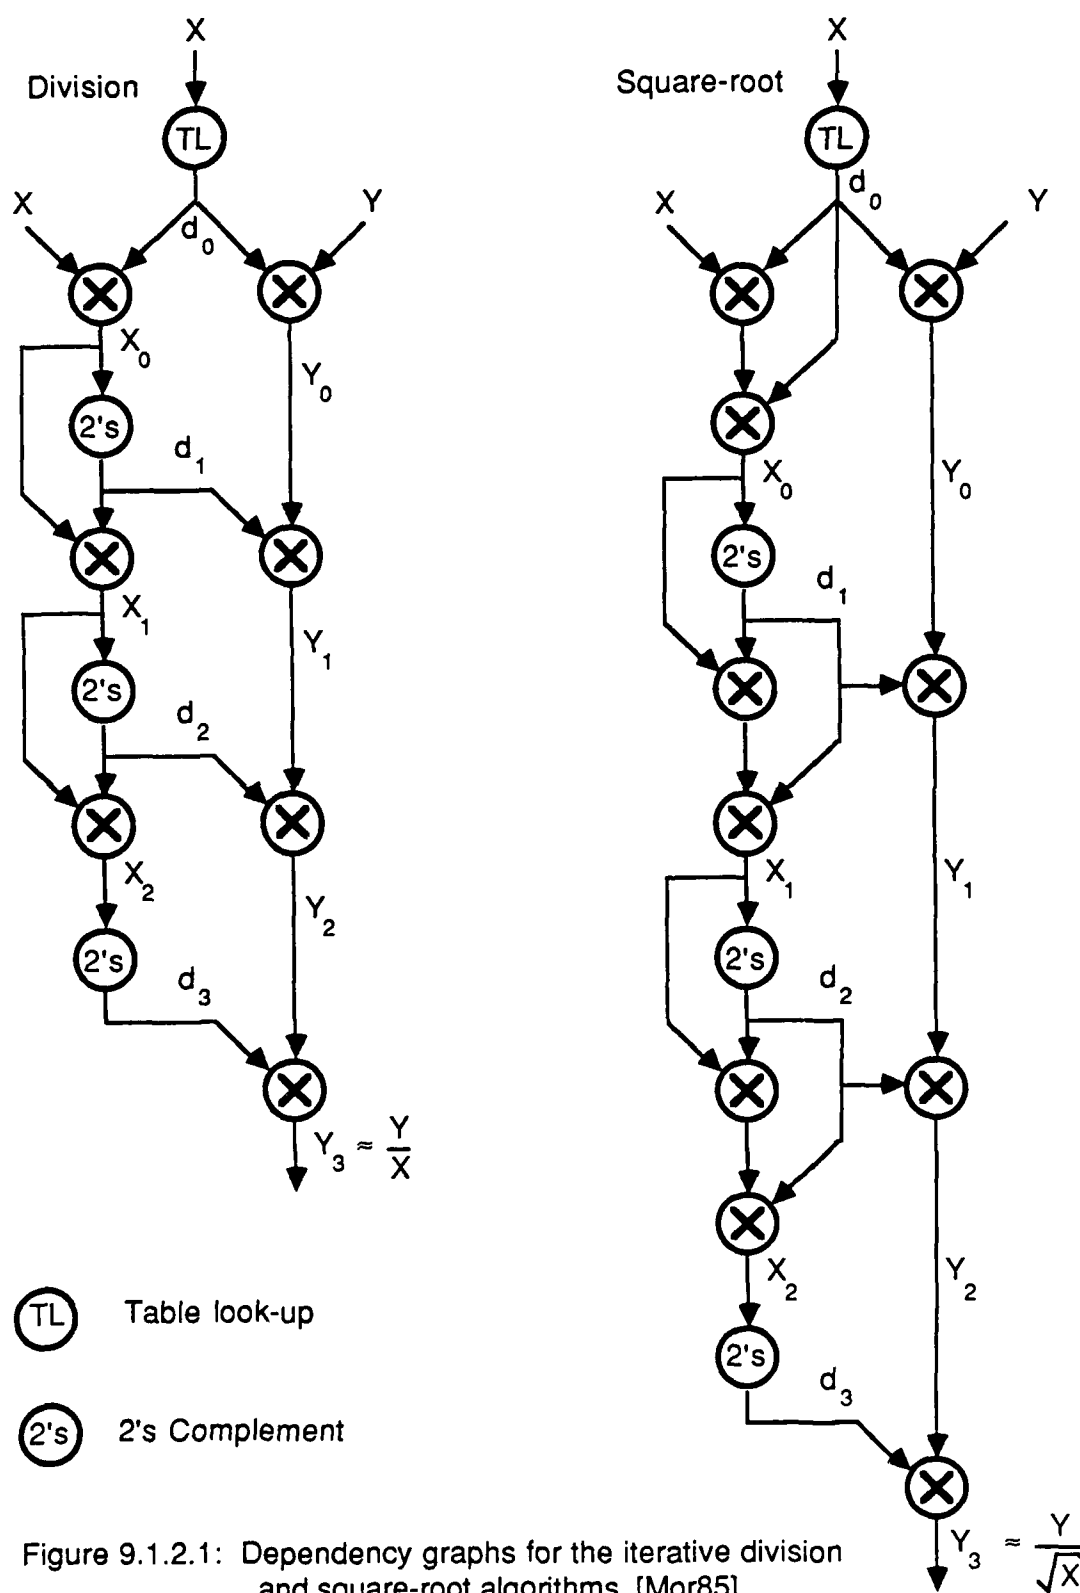 X
Division
TL
X
d0
Y
X0
Y0
2's
d1
X1
Y1
2's
d2
X2
Y2
2's
d3
Y3 ≈ Y/X
X
Square-root
TL
d0
X
Y
X0
Y0
2's
d1
X1
Y1
2's
d2
X2
Y2
2's
d3
Y3 ≈ Y/√X
TL Table look-up
2's 2's Complement
Figure 9.1.2.1: Dependency graphs for the iterative division
and square-root algorithms [Mor85]